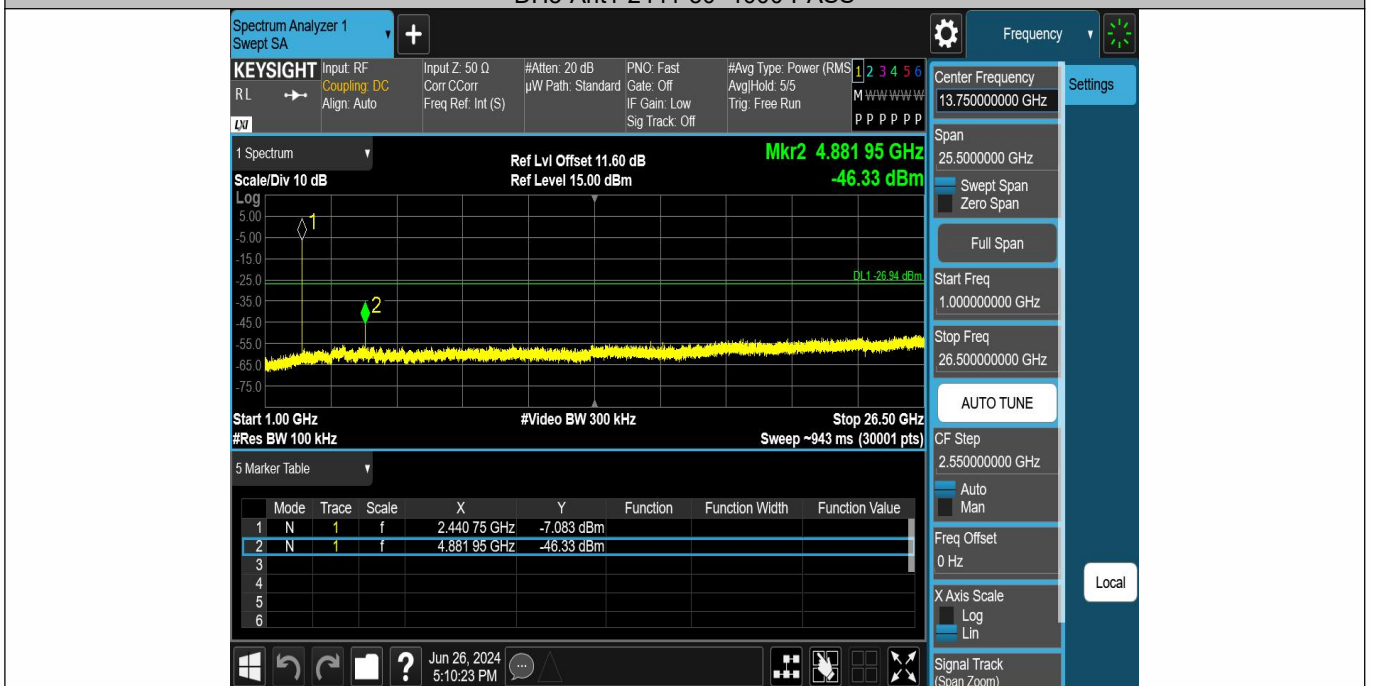 Spectrum Analyzer 1
Swept SA
+
Frequency
KEYSIGHT
RL
LXI
Input: RF
Coupling: DC
Align: Auto
Input Z: 50 Ω
Corr CCorr
Freq Ref: Int (S)
#Atten: 20 dB
µW Path: Standard
PNO: Fast
Gate: Off
IF Gain: Low
Sig Track: Off
#Avg Type: Power (RMS
Avg|Hold: 5/5
Trig: Free Run
1 2 3 4 5 6
M W W W W W
P P P P P P
1 Spectrum
Scale/Div 10 dB
Log
Ref Lvl Offset 11.60 dB
Ref Level 15.00 dBm
Mkr2 4.881 95 GHz
-46.33 dBm
5.00
-5.00
-15.0
-25.0
-35.0
-45.0
-55.0
-65.0
-75.0
1
2
DL1 -26.94 dBm
Start 1.00 GHz
#Res BW 100 kHz
#Video BW 300 kHz
Stop 26.50 GHz
Sweep ~943 ms (30001 pts)
5 Marker Table
Mode Trace Scale X Y Function Function Width Function Value
1 N 1 f 2.440 75 GHz -7.083 dBm
2 N 1 f 4.881 95 GHz -46.33 dBm
3
4
5
6
Center Frequency
13.750000000 GHz
Span
25.5000000 GHz
Swept Span
Zero Span
Full Span
Start Freq
1.000000000 GHz
Stop Freq
26.500000000 GHz
AUTO TUNE
CF Step
2.550000000 GHz
Auto
Man
Freq Offset
0 Hz
X Axis Scale
Log
Lin
Signal Track
(Span Zoom)
Settings
Local
?
Jun 26, 2024
5:10:23 PM